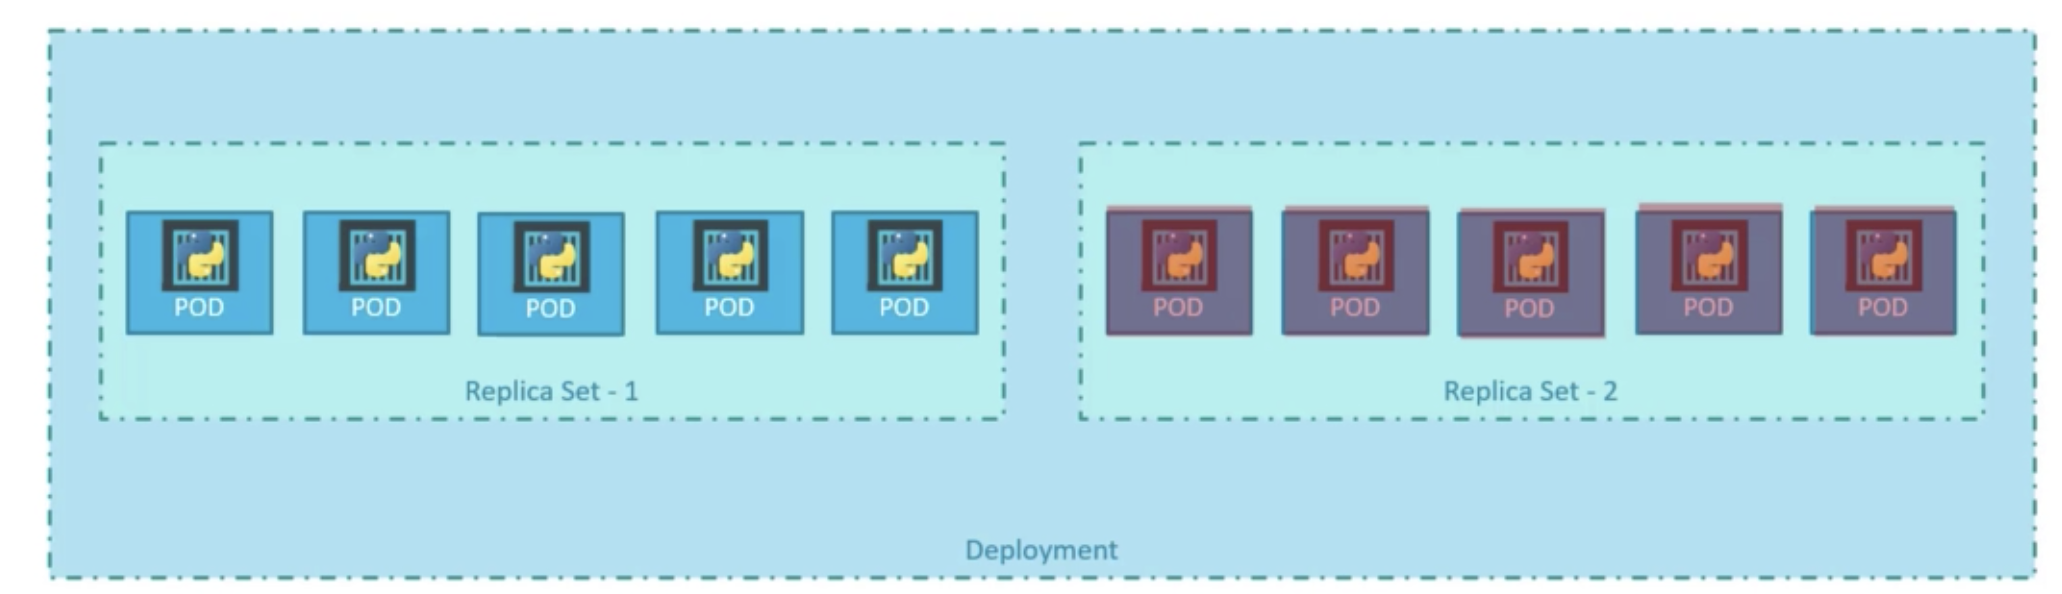 POD
POD
POD
POD
POD
Replica Set - 1
POD
POD
POD
POD
POD
Replica Set - 2
Deployment